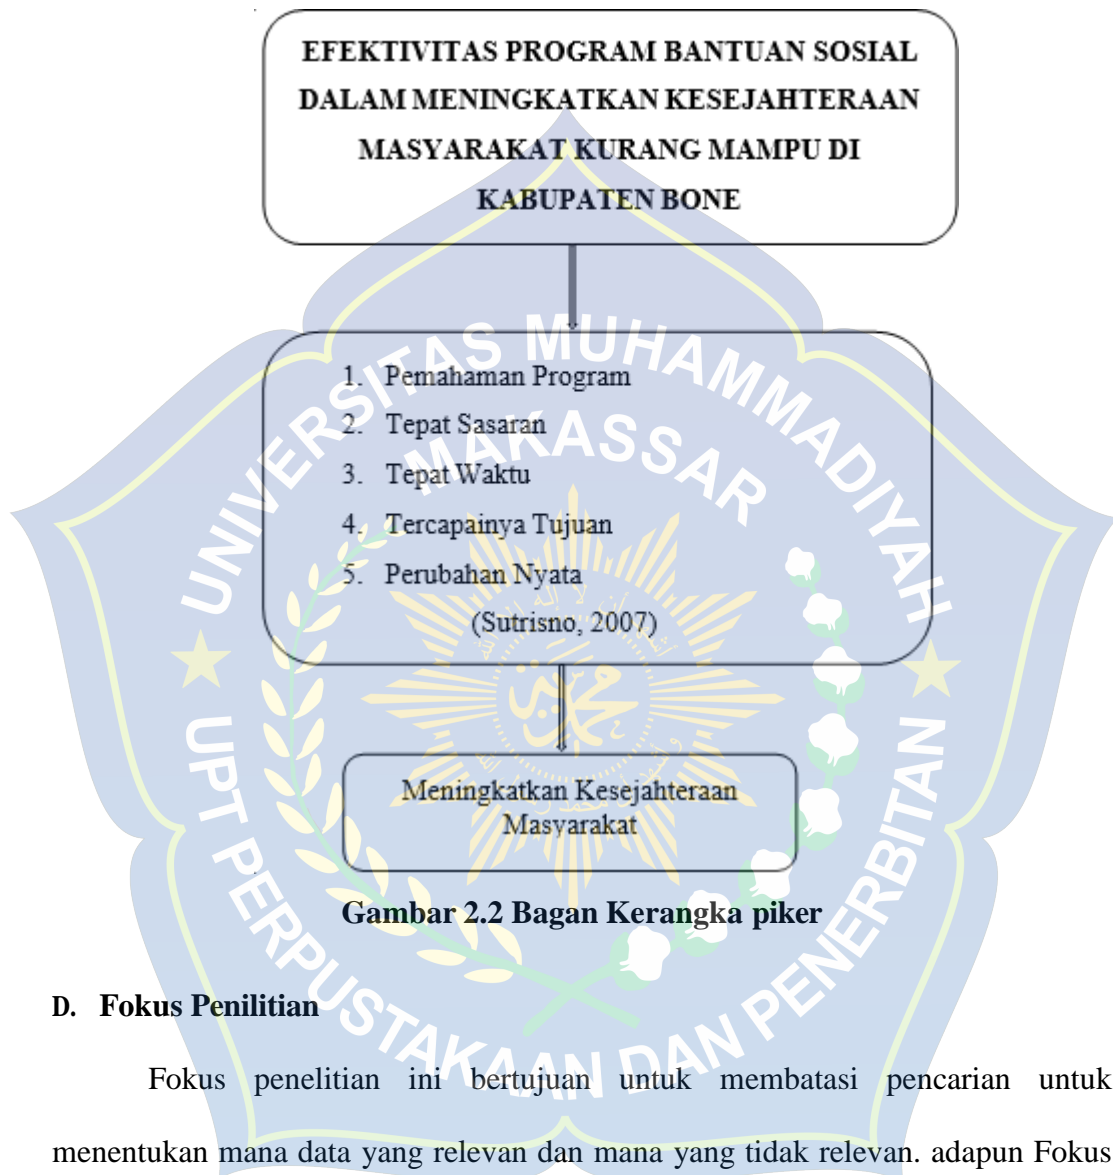 EFEKTIVITAS PROGRAM BANTUAN SOSIAL
DALAM MENINGKATKAN KESEJAHTERAAN
MASYARAKAT KURANG MAMPU DI
KABUPATEN BONE
UNIVERSITAS MUHAMMADIYAH
MAKASSAR
1. Pemahaman Program
2. Tepat Sasaran
3. Tepat Waktu
4. Tercapainya Tujuan
5. Perubahan Nyata
(Sutrisno, 2007)
Meningkatkan Kesejahteraan
Masyarakat
UPT PERPUSTAKAAN DAN PENERBITAN
Gambar 2.2 Bagan Kerangka piker
D. Fokus Penilitian
Fokus penelitian ini bertujuan untuk membatasi pencarian untuk
menentukan mana data yang relevan dan mana yang tidak relevan. adapun Fokus